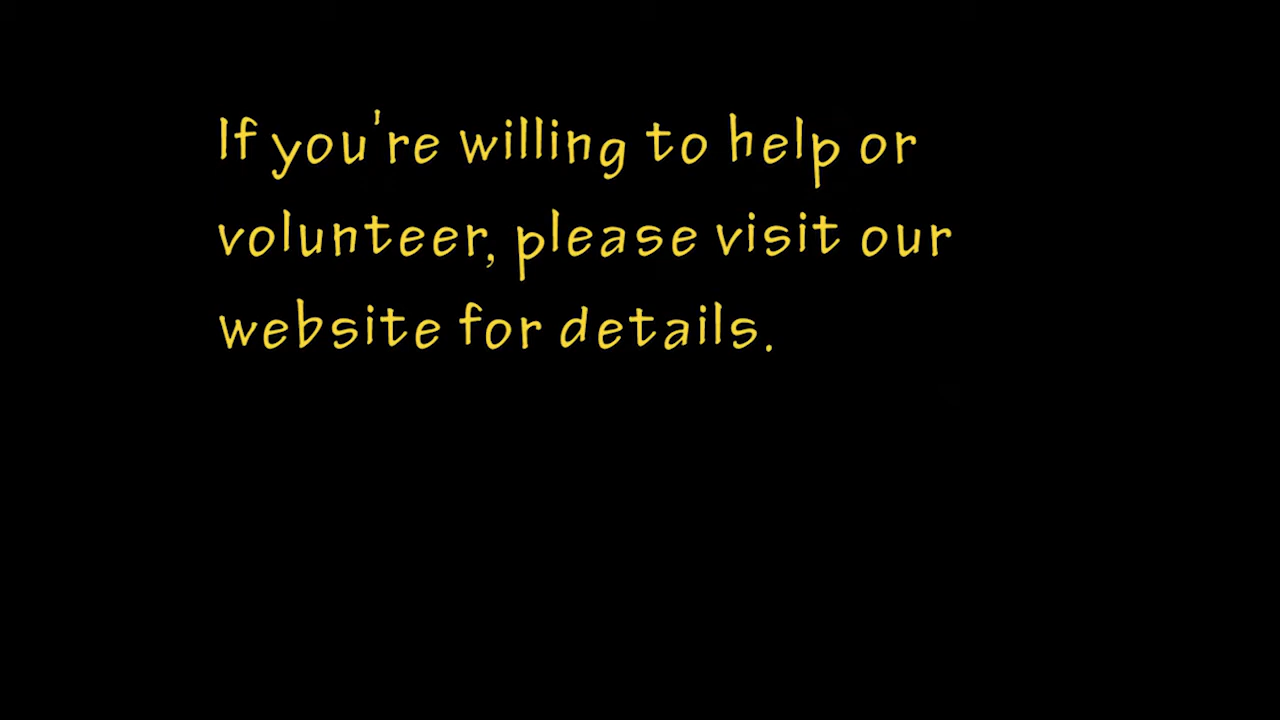 If you're willing to help or
volunteer, please visit our
website for details.